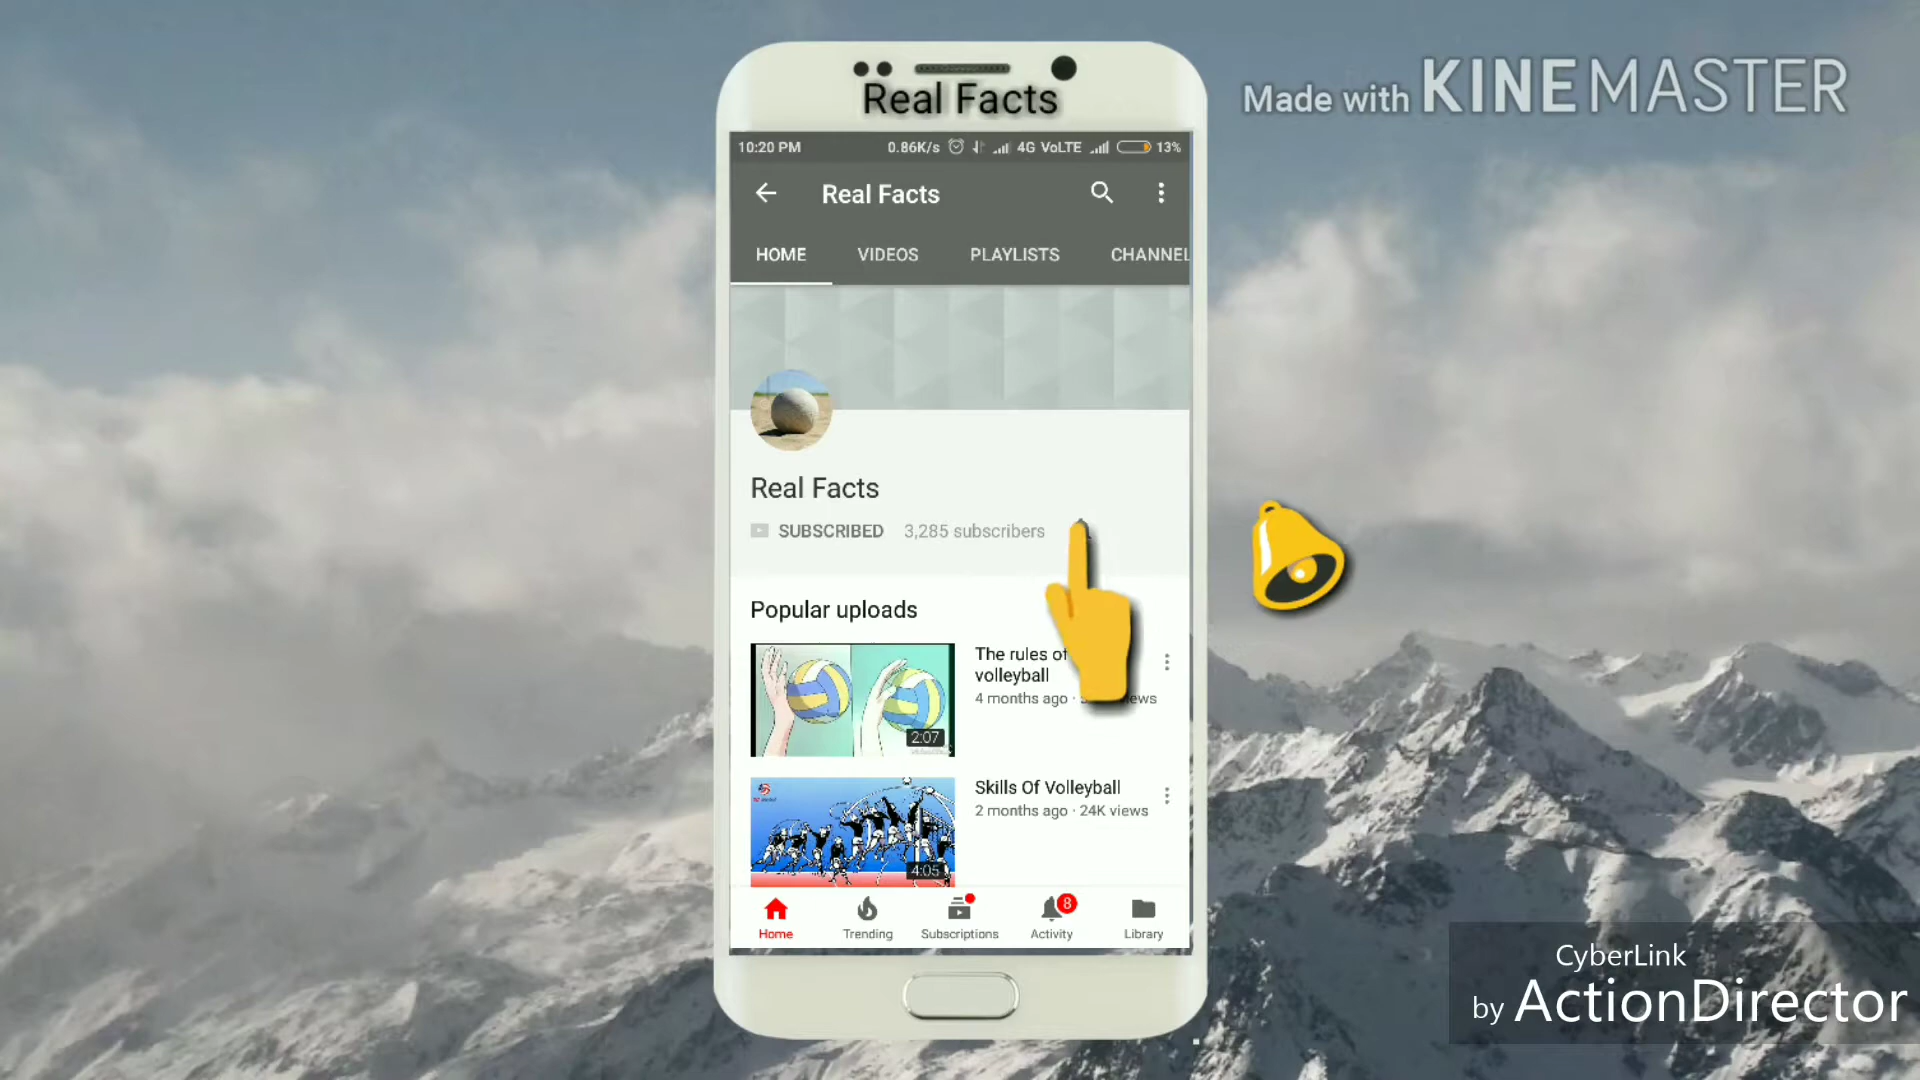 Made with KINEMASTER
Real Facts
10:20 PM 0.86K/s 4G VoLTE 13%
Real Facts
HOME VIDEOS PLAYLISTS CHANNEL
Real Facts
SUBSCRIBED 3,285 subscribers
Popular uploads
The rules of
volleyball
4 months ago ·
2:07
Skills Of Volleyball
2 months ago · 24K views
4:05
8
Home Trending Subscriptions Activity Library
CyberLink
by ActionDirector